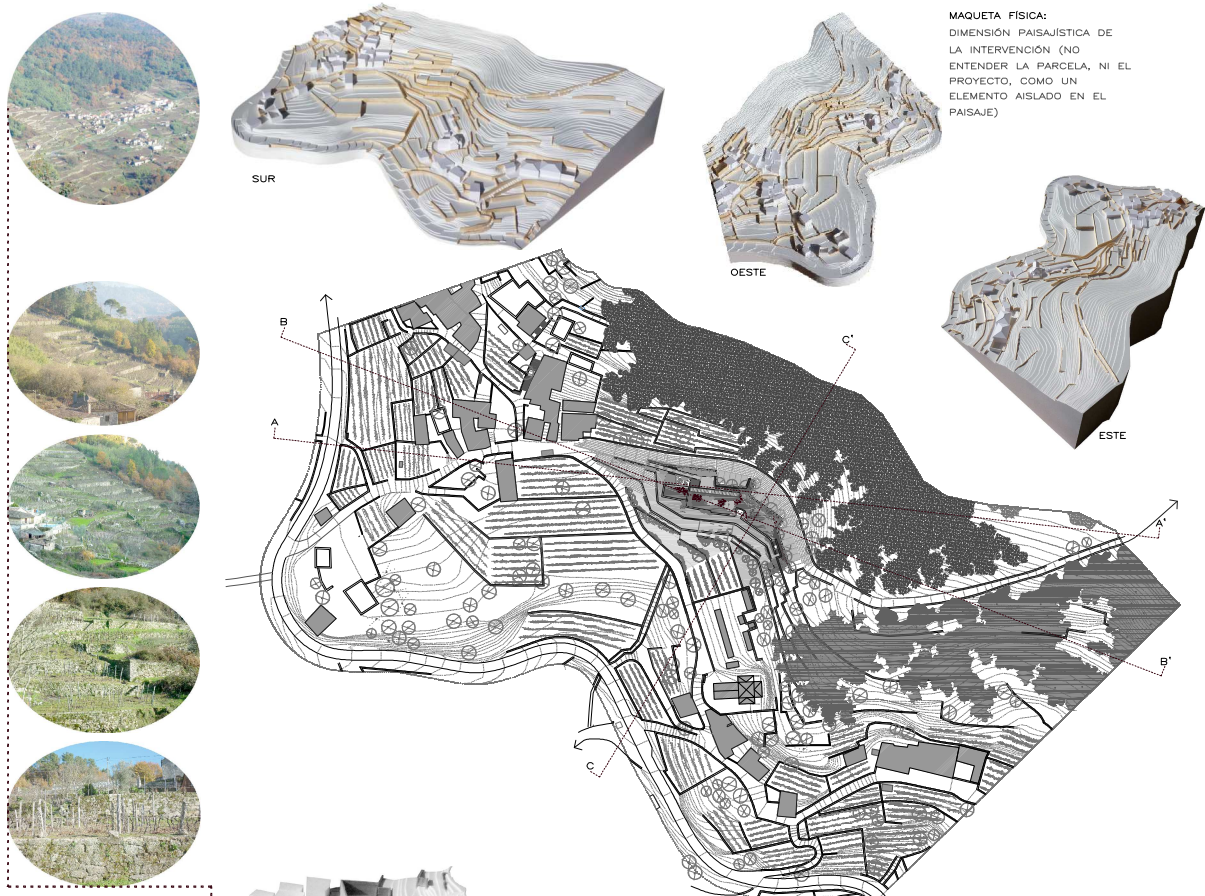 MAQUETA FÍSICA:
DIMENSIÓN PAISAJÍSTICA DE
LA INTERVENCIÓN (NO
ENTENDER LA PARCELA, NI EL
PROYECTO, COMO UN
ELEMENTO AISLADO EN EL
PAISAJE)
SUR
OESTE
ESTE
B
C'
A
A'
B'
C